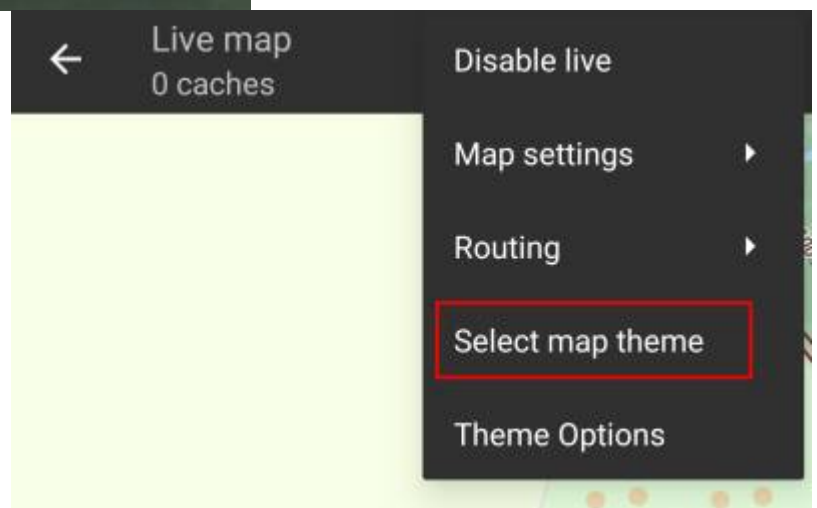 Live map
0 caches
Disable live
Map settings
Routing
Select map theme
Theme Options